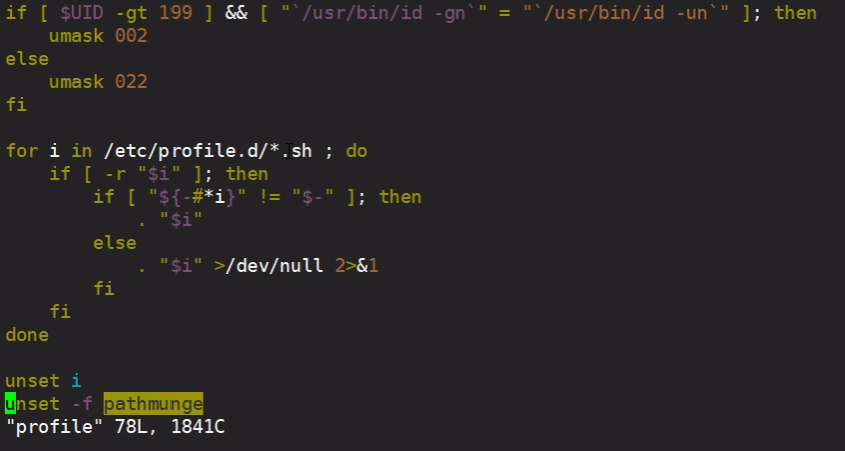 if [ $UID -gt 199 ] && [ "`/usr/bin/id -gn`" = "`/usr/bin/id -un`" ]; then
    umask 002
else
    umask 022
fi

for i in /etc/profile.d/*.sh ; do
    if [ -r "$i" ]; then
        if [ "${-#*i}" != "$-" ]; then
            . "$i"
        else
            . "$i" >/dev/null 2>&1
        fi
    fi
done

unset i
unset -f pathmunge
"profile" 78L, 1841C